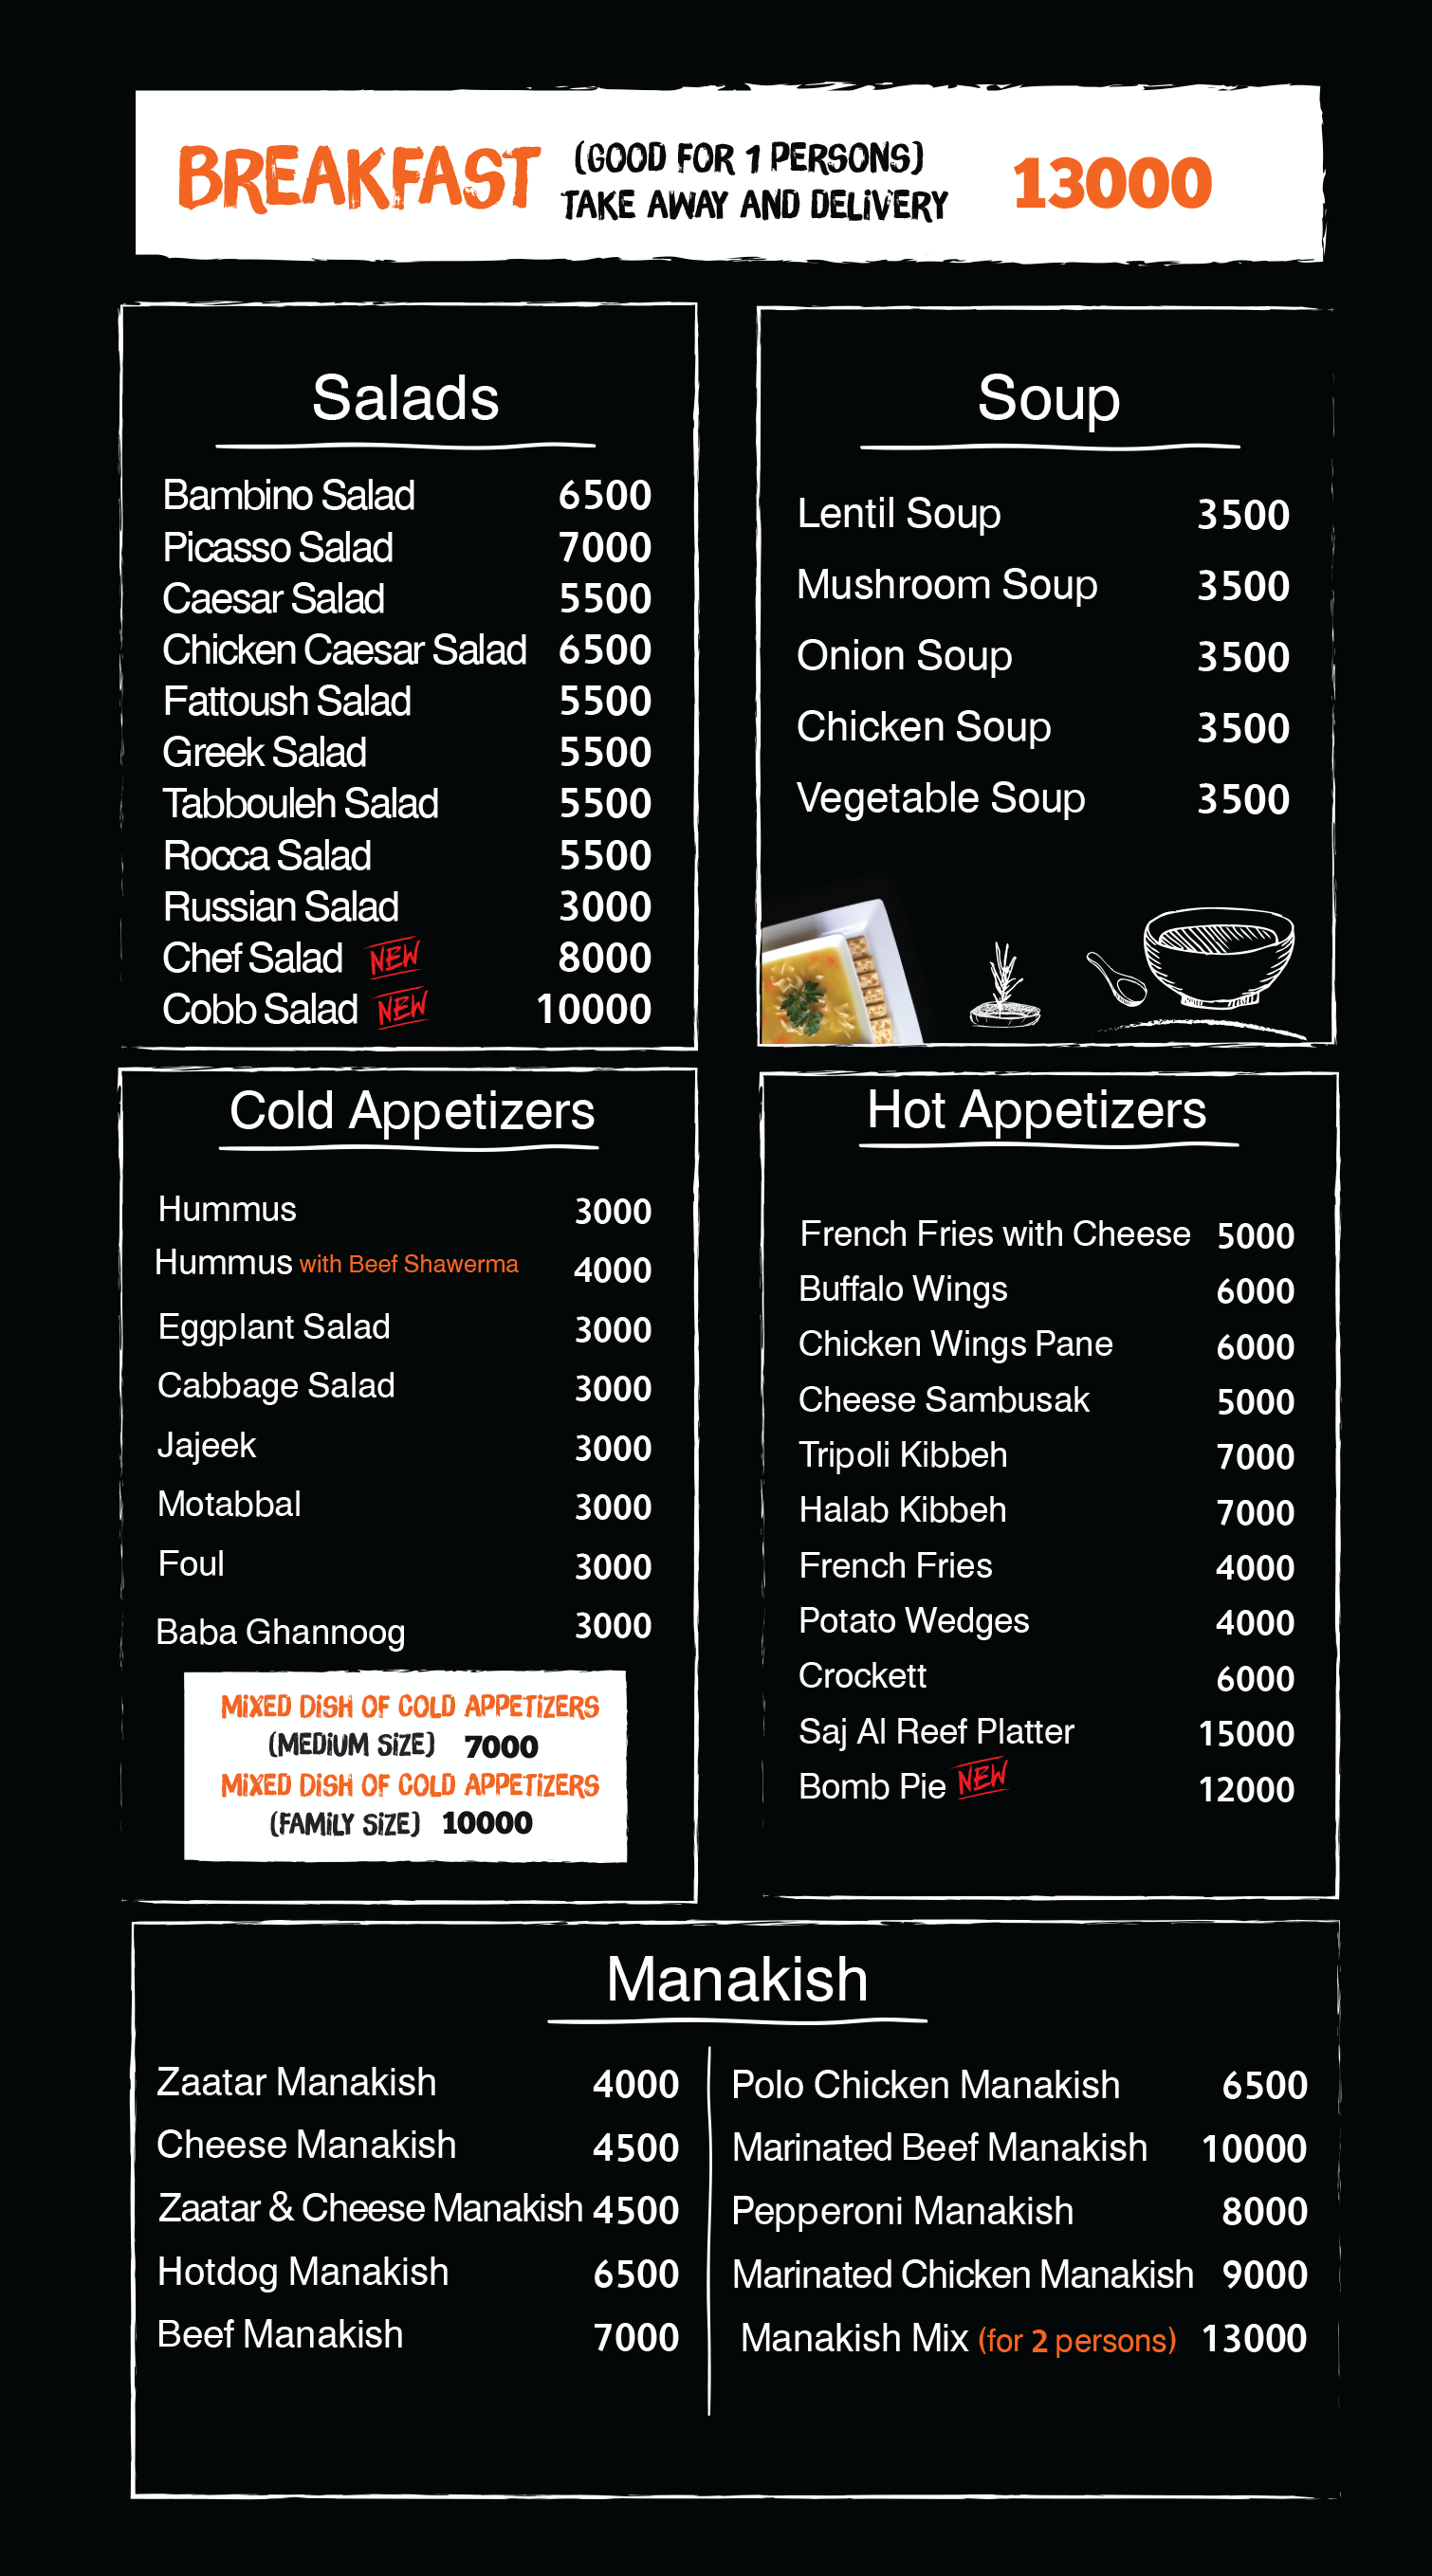 BREAKFAST (GOOD FOR 1 PERSONS) 13000
TAKE AWAY AND DELIVERY
Salads
Bambino Salad 6500
Picasso Salad 7000
Caesar Salad 5500
Chicken Caesar Salad 6500
Fattoush Salad 5500
Greek Salad 5500
Tabbouleh Salad 5500
Rocca Salad 5500
Russian Salad 3000
Chef Salad NEW 8000
Cobb Salad NEW 10000
Soup
Lentil Soup 3500
Mushroom Soup 3500
Onion Soup 3500
Chicken Soup 3500
Vegetable Soup 3500
Cold Appetizers
Hummus 3000
Hummus with Beef Shawerma 4000
Eggplant Salad 3000
Cabbage Salad 3000
Jajeek 3000
Motabbal 3000
Foul 3000
Baba Ghannoog 3000
MIXED DISH OF COLD APPETIZERS
(MEDIUM SIZE) 7000
MIXED DISH OF COLD APPETIZERS
(FAMILY SIZE) 10000
Hot Appetizers
French Fries with Cheese 5000
Buffalo Wings 6000
Chicken Wings Pane 6000
Cheese Sambusak 5000
Tripoli Kibbeh 7000
Halab Kibbeh 7000
French Fries 4000
Potato Wedges 4000
Crockett 6000
Saj Al Reef Platter 15000
Bomb Pie NEW 12000
Manakish
Zaatar Manakish 4000
Cheese Manakish 4500
Zaatar & Cheese Manakish 4500
Hotdog Manakish 6500
Beef Manakish 7000
Polo Chicken Manakish 6500
Marinated Beef Manakish 10000
Pepperoni Manakish 8000
Marinated Chicken Manakish 9000
Manakish Mix (for 2 persons) 13000